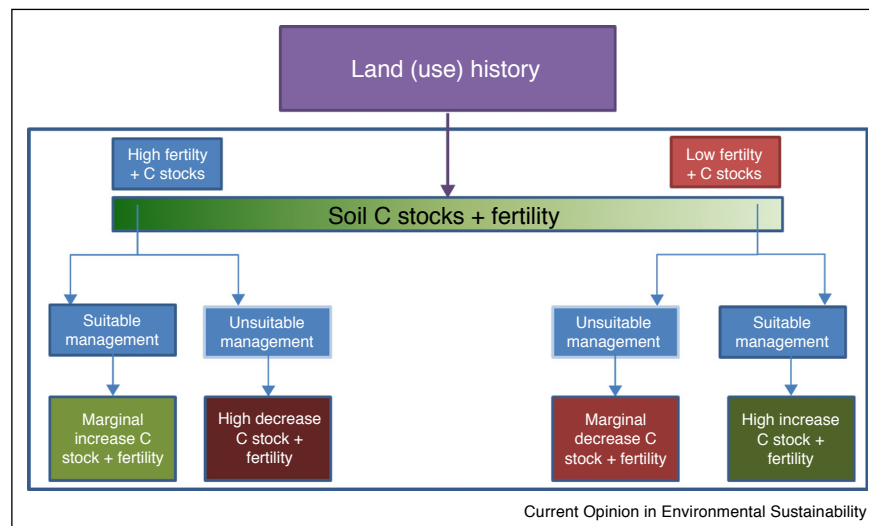 Land (use) history
High fertilty
+ C stocks
Low fertilty
+ C stocks
Soil C stocks + fertility
Suitable
management
Unsuitable
management
Unsuitable
management
Suitable
management
Marginal
increase C
stock + fertility
High decrease
C stock +
fertility
Marginal
decrease C
stock + fertility
High increase
C stock +
fertility
Current Opinion in Environmental Sustainability